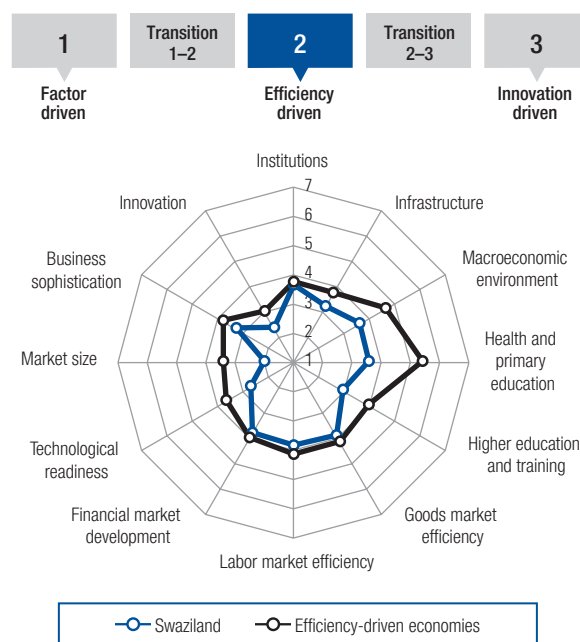 1
Transition
1–2
2
Transition
2–3
3
Factor
driven
Efficiency
driven
Innovation
driven
Institutions
7
6
5
4
3
2
1
Infrastructure
Macroeconomic
environment
Health and
primary
education
Higher education
and training
Goods market
efficiency
Labor market efficiency
Financial market
development
Technological
readiness
Market size
Business
sophistication
Innovation
Swaziland
Efficiency-driven economies